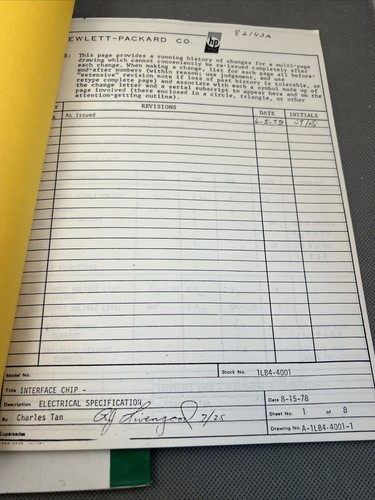 82143A
EWLETT-PACKARD CO.
hp
E: This page provides a running history of changes for a multi-page
drawing which cannot conveniently be re-issued completely after
each change. When making a change, list for each page all before-
and-after numbers (within reason; use judgement, and use
"extensive" revision note if loss of past history is tolerable, or
retype complete page) and associate with each a symbol made up of
the change letter and a serial subscript to appear here and on the
page involved (there enclosed in a circle, triangle, or other
attention-getting outline).
REVISIONS DATE INITIALS
As Issued
Model No. Stock No. 1LB4-4001
Title INTERFACE CHIP -
Description ELECTRICAL SPECIFICATION Date 8-15-78
By Charles Tan 7/25 Sheet No. 1 of 8
Supersedes Drawing No. A-1LB4-4001-1